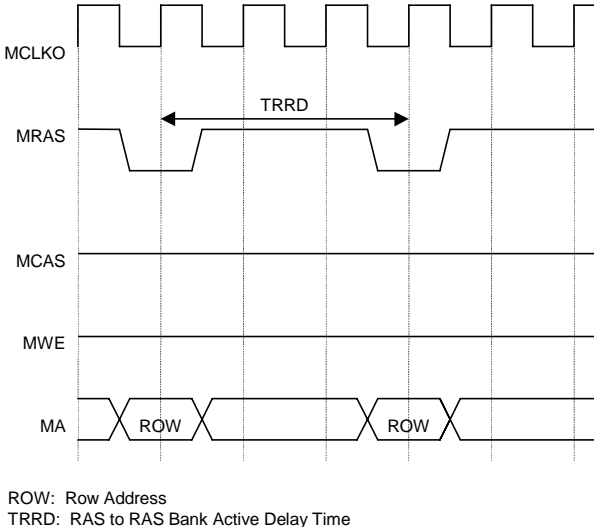 MCLKO
TRRD
MRAS
MCAS
MWE
MA
ROW
ROW
ROW: Row Address
TRRD: RAS to RAS Bank Active Delay Time